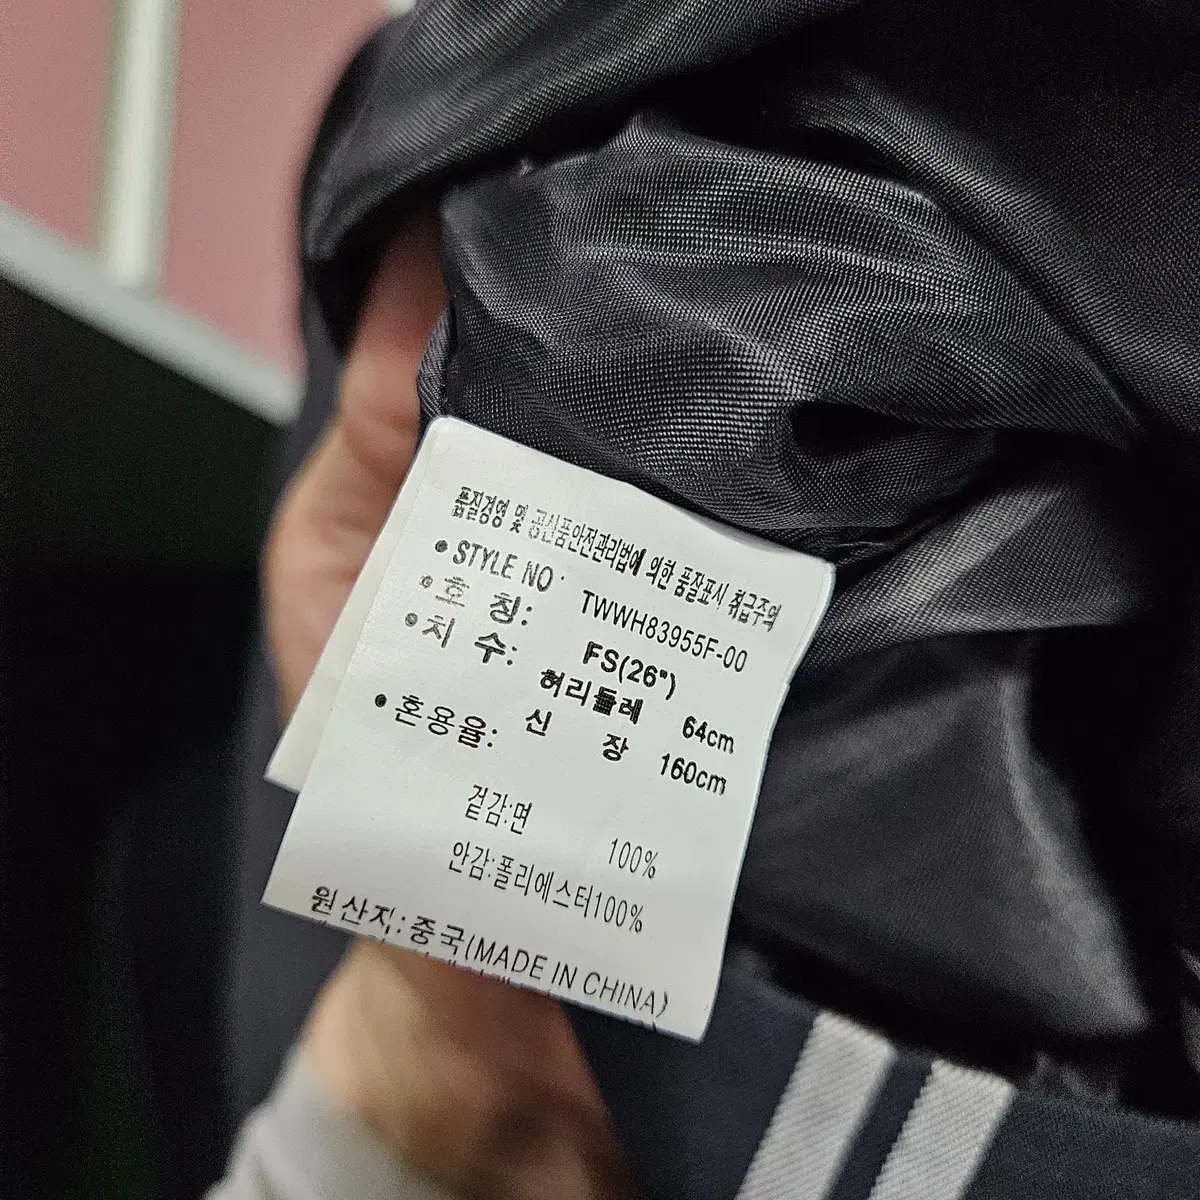 품질경영 및 공산품안전관리법에 의한 품질표시 취급주의
• STYLE NO : TWWH83955F-00
• 호 칭: FS(26")
• 치 수: 허리둘레 64cm
신 장 160cm
• 혼용율:
겉감:면 100%
안감:폴리에스터100%
원산지:중국(MADE IN CHINA)